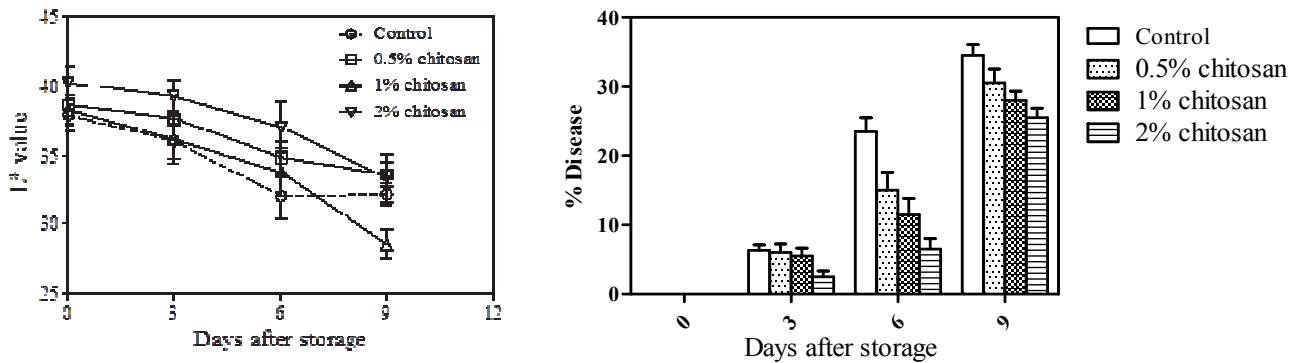 45
40
35
30
25
L* value
0
3
6
9
12
Days after storage
Control
0.5% chitosan
1% chitosan
2% chitosan
40
30
20
10
0
% Disease
0
3
6
9
Days after storage
Control
0.5% chitosan
1% chitosan
2% chitosan